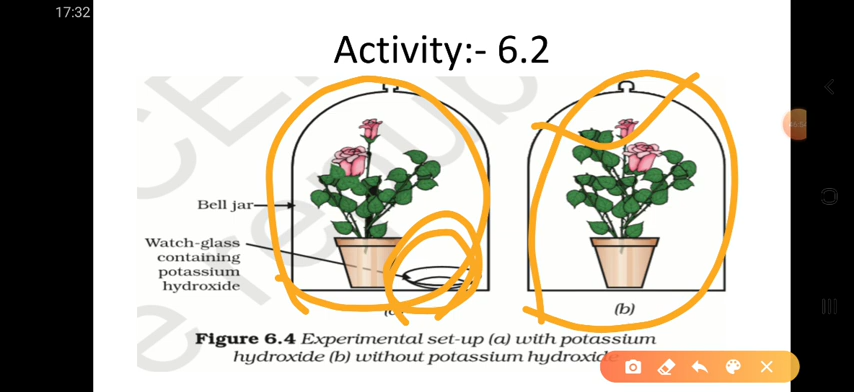 17:32
Activity:- 6.2
Bell jar
Watch-glass
containing
potassium
hydroxide
(b)
Figure 6.4 Experimental set-up (a) with potassium
hydroxide (b) without potassium hydroxide